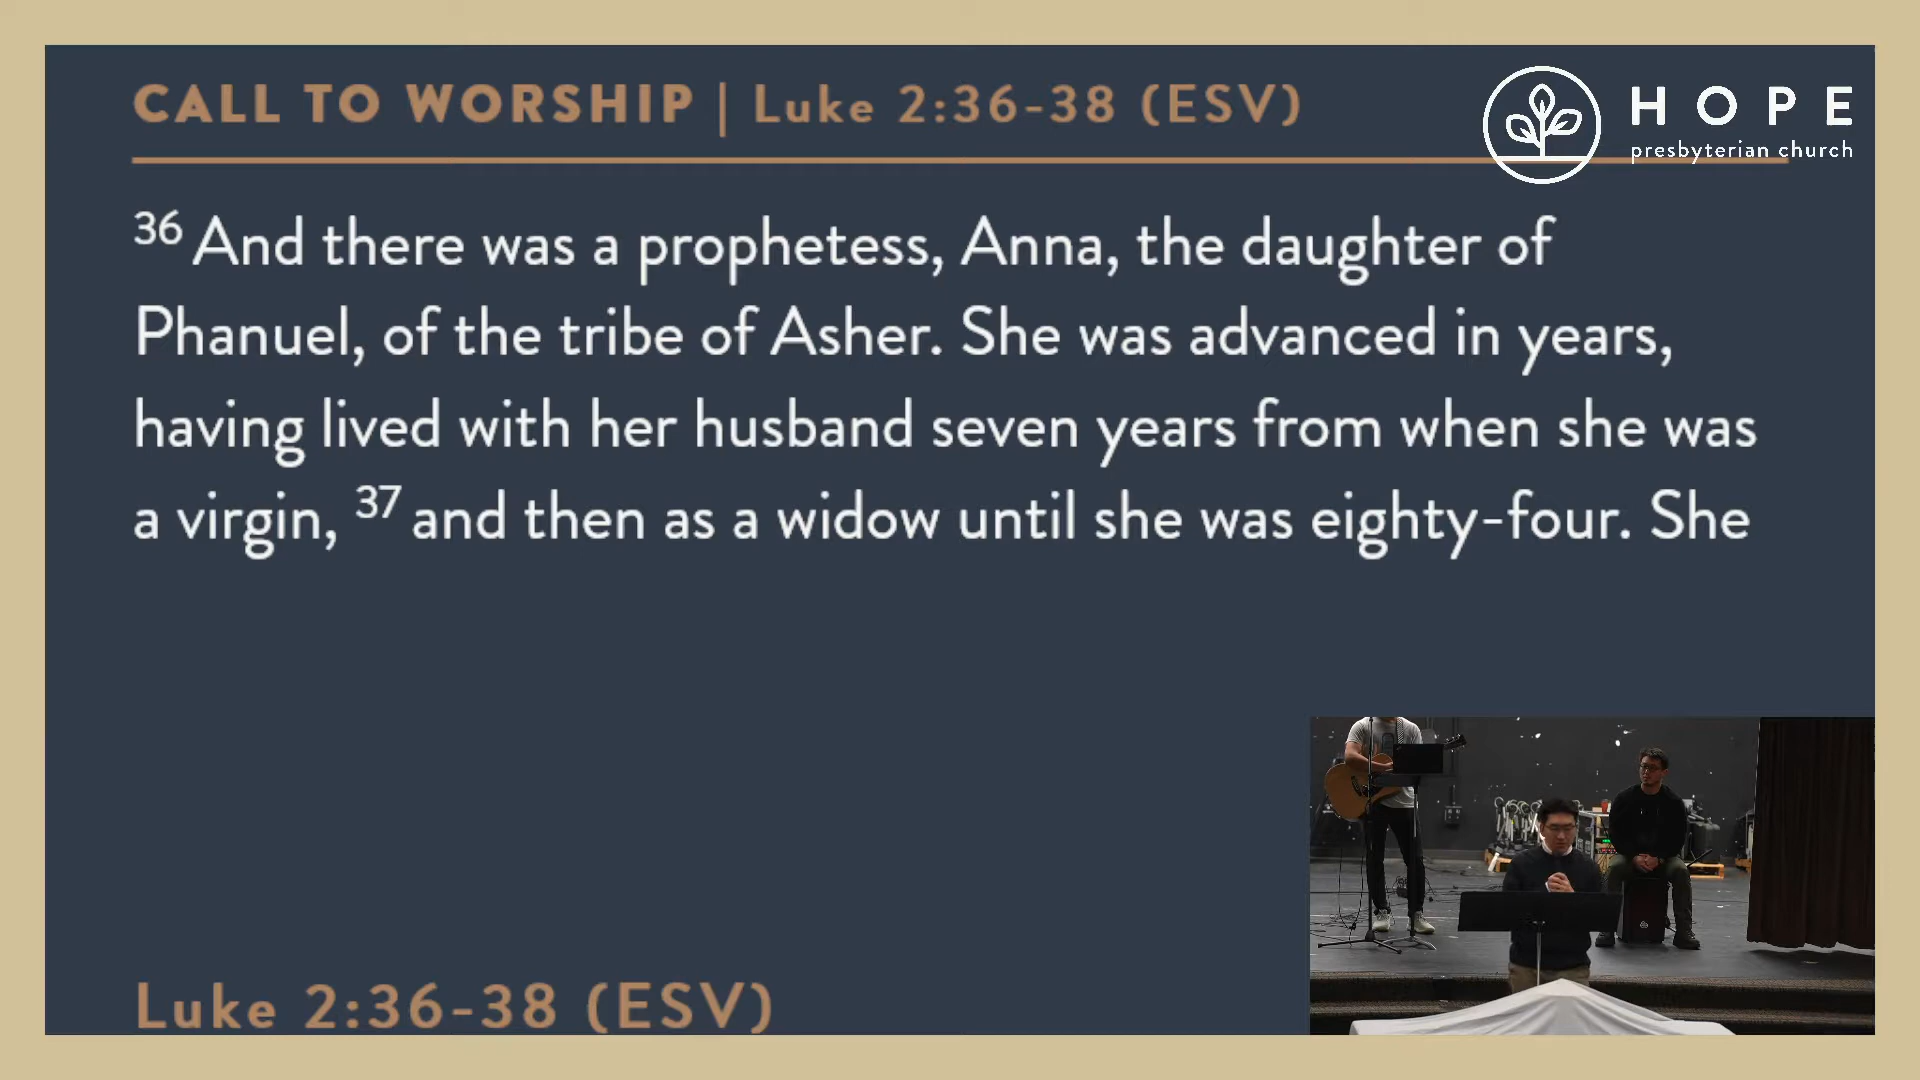 CALL TO WORSHIP | Luke 2:36-38 (ESV)
HOPE
presbyterian church
36 And there was a prophetess, Anna, the daughter of
Phanuel, of the tribe of Asher. She was advanced in years,
having lived with her husband seven years from when she was
a virgin, 37 and then as a widow until she was eighty-four. She
Luke 2:36-38 (ESV)